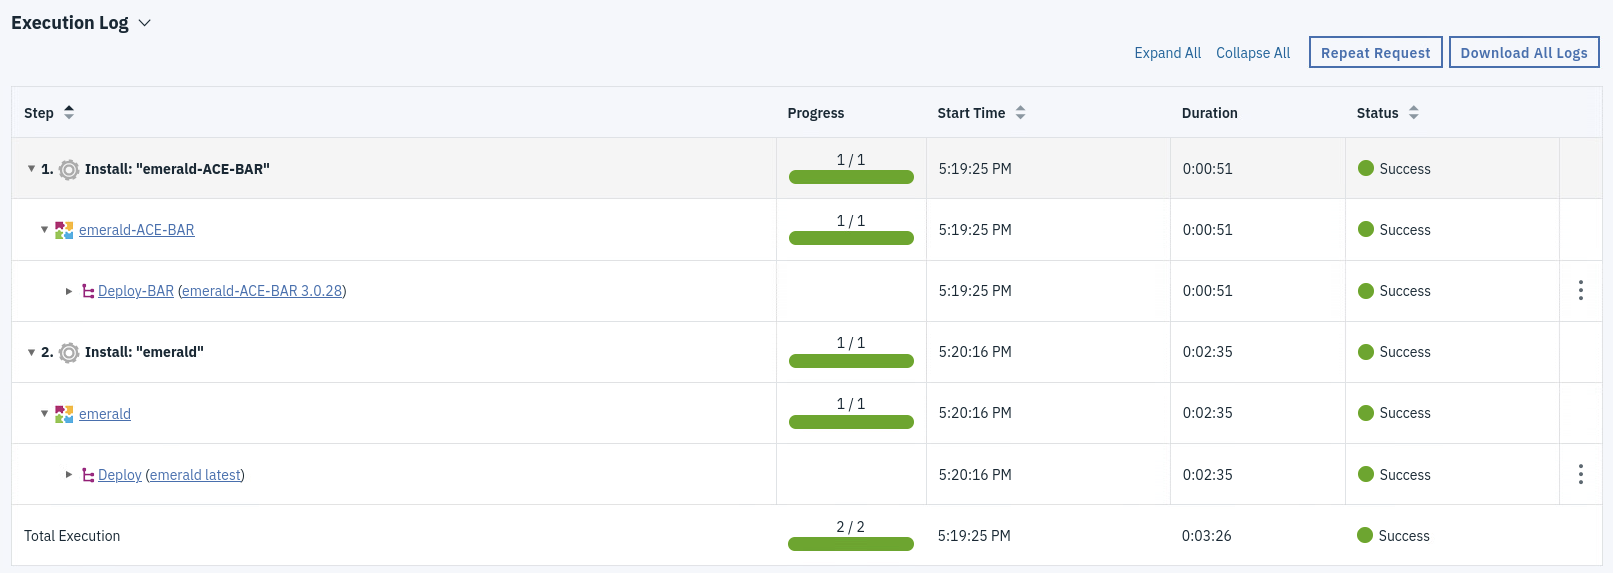 Execution Log
Expand All Collapse All Repeat Request Download All Logs
Step Progress Start Time Duration Status
1. Install: "emerald-ACE-BAR" 1 / 1 5:19:25 PM 0:00:51 Success
emerald-ACE-BAR 1 / 1 5:19:25 PM 0:00:51 Success
Deploy-BAR (emerald-ACE-BAR 3.0.28) 5:19:25 PM 0:00:51 Success
2. Install: "emerald" 1 / 1 5:20:16 PM 0:02:35 Success
emerald 1 / 1 5:20:16 PM 0:02:35 Success
Deploy (emerald latest) 5:20:16 PM 0:02:35 Success
Total Execution 2 / 2 5:19:25 PM 0:03:26 Success